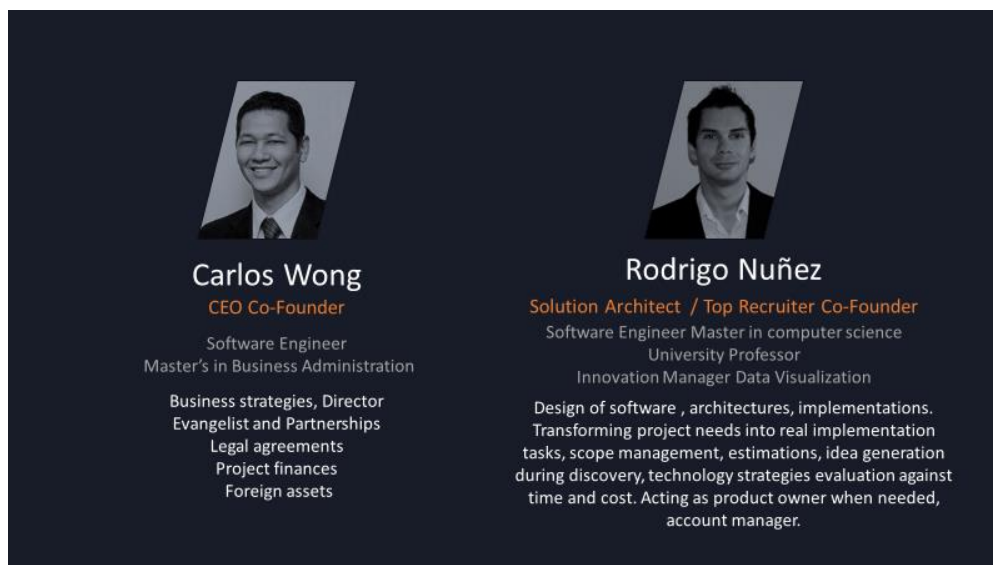 Carlos Wong
CEO Co-Founder
Software Engineer
Master's in Business Administration
Business strategies, Director
Evangelist and Partnerships
Legal agreements
Project finances
Foreign assets
Rodrigo Nuñez
Solution Architect / Top Recruiter Co-Founder
Software Engineer Master in computer science
University Professor
Innovation Manager Data Visualization
Design of software , architectures, implementations.
Transforming project needs into real implementation
tasks, scope management, estimations, idea generation
during discovery, technology strategies evaluation against
time and cost. Acting as product owner when needed,
account manager.